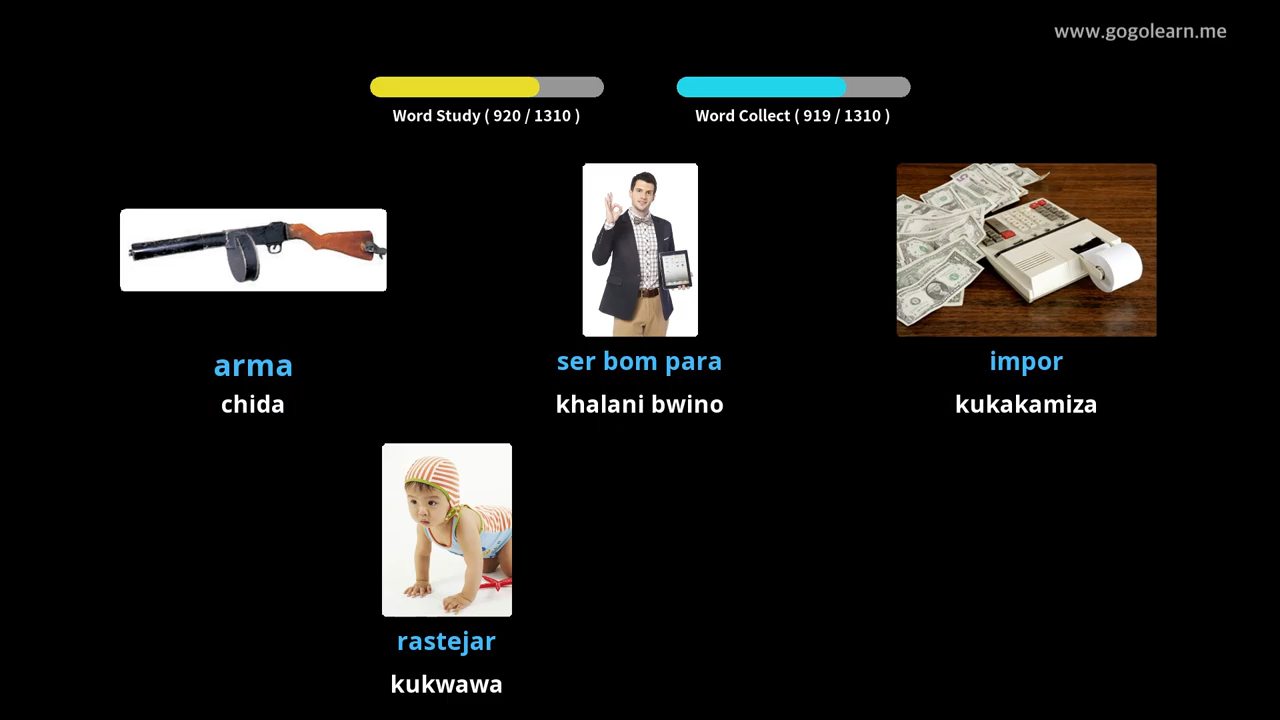 www.gogolearn.me
Word Study ( 920 / 1310 )
Word Collect ( 919 / 1310 )
arma
chida
ser bom para
khalani bwino
impor
kukakamiza
rastejar
kukwawa